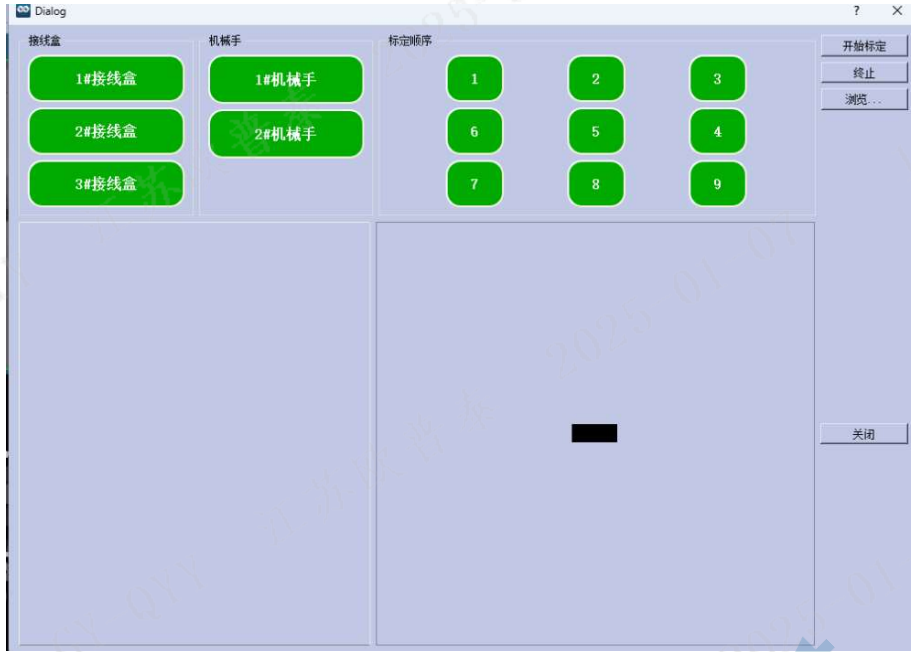 Dialog
接线盒
机械手
标定顺序
1#接线盒
2#接线盒
3#接线盒
1#机械手
2#机械手
1 2 3
6 5 4
7 8 9
开始标定
终止
浏览...
关闭